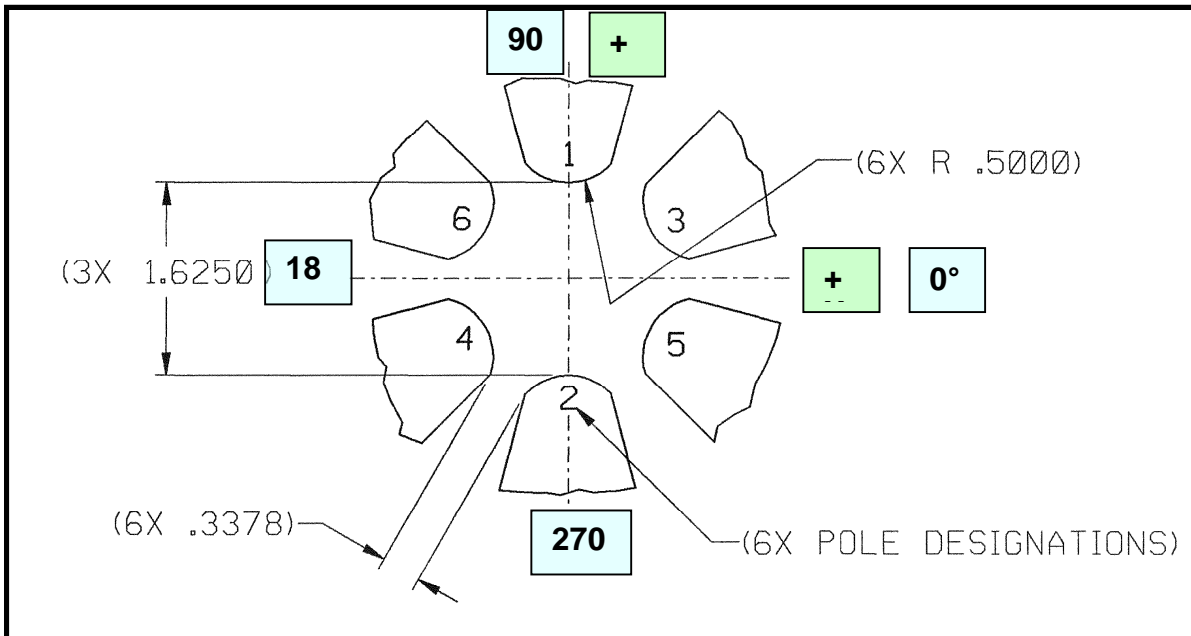 90 +
1
(6X R .5000)
6 3
(3X 1.6250) 18 + 0°
4 5
2
(6X .3378)
270
(6X POLE DESIGNATIONS)